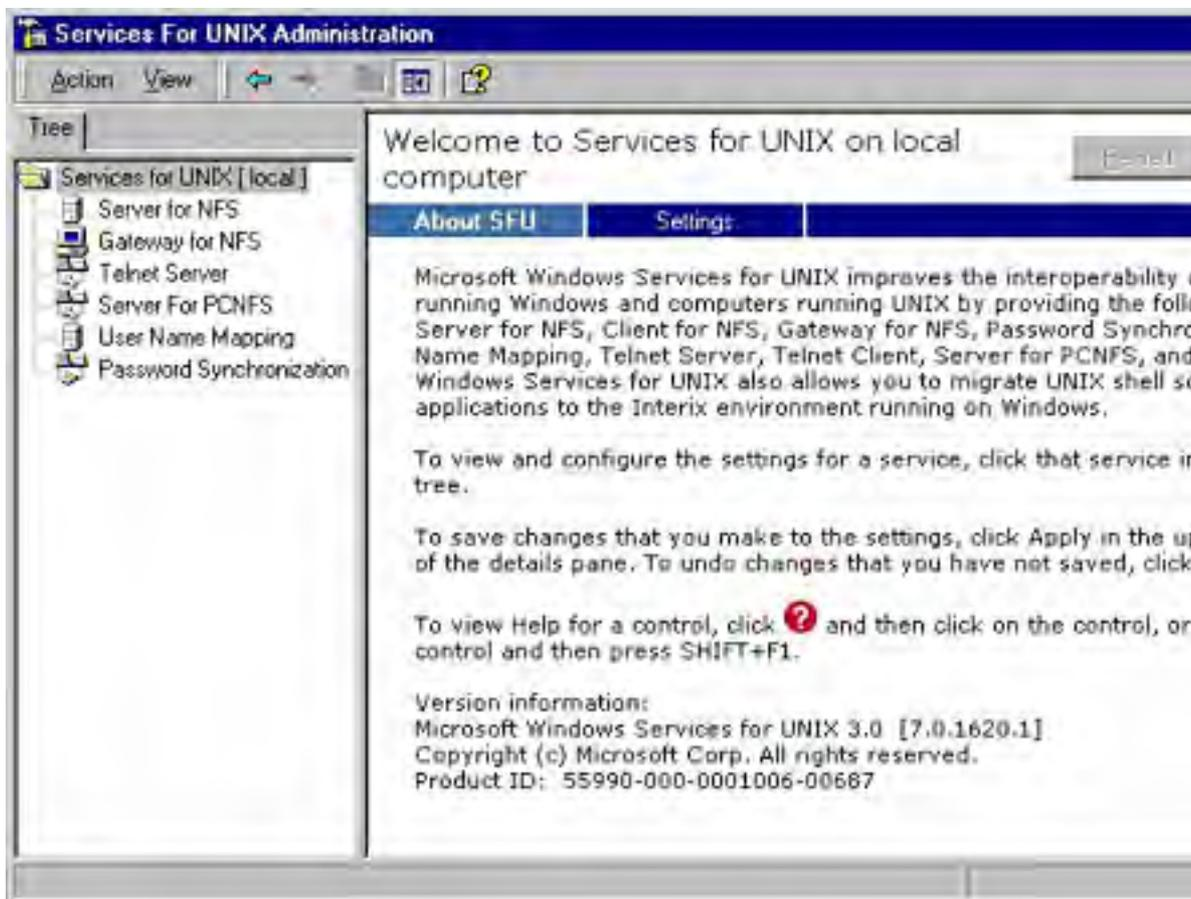 Services For UNIX Administration
Action View
Tree
Services for UNIX [ local ]
Server for NFS
Gateway for NFS
Telnet Server
Server For PCNFS
User Name Mapping
Password Synchronization
Welcome to Services for UNIX on local
computer
About SFU Settings
Microsoft Windows Services for UNIX improves the interoperability
running Windows and computers running UNIX by providing the follo
Server for NFS, Client for NFS, Gateway for NFS, Password Synchro
Name Mapping, Telnet Server, Telnet Client, Server for PCNFS, and
Windows Services for UNIX also allows you to migrate UNIX shell sc
applications to the Interix environment running on Windows.
To view and configure the settings for a service, click that service in
tree.
To save changes that you make to the settings, click Apply in the up
of the details pane. To undo changes that you have not saved, click
To view Help for a control, click ? and then click on the control, or
control and then press SHIFT+F1.
Version information:
Microsoft Windows Services for UNIX 3.0 [7.0.1620.1]
Copyright (c) Microsoft Corp. All rights reserved.
Product ID: 55990-000-0001006-00687